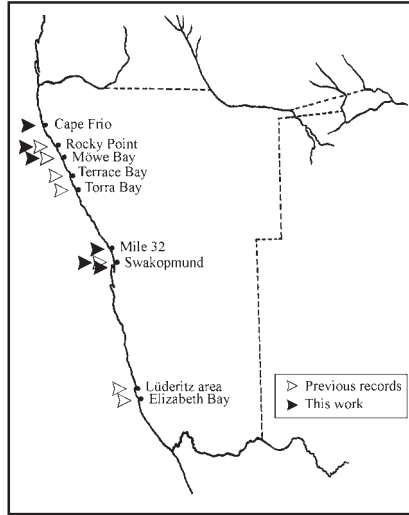 Cape Frio
Rocky Point
Möwe Bay
Terrace Bay
Torra Bay
Mile 32
Swakopmund
Lüderitz area
Elizabeth Bay
Previous records
This work